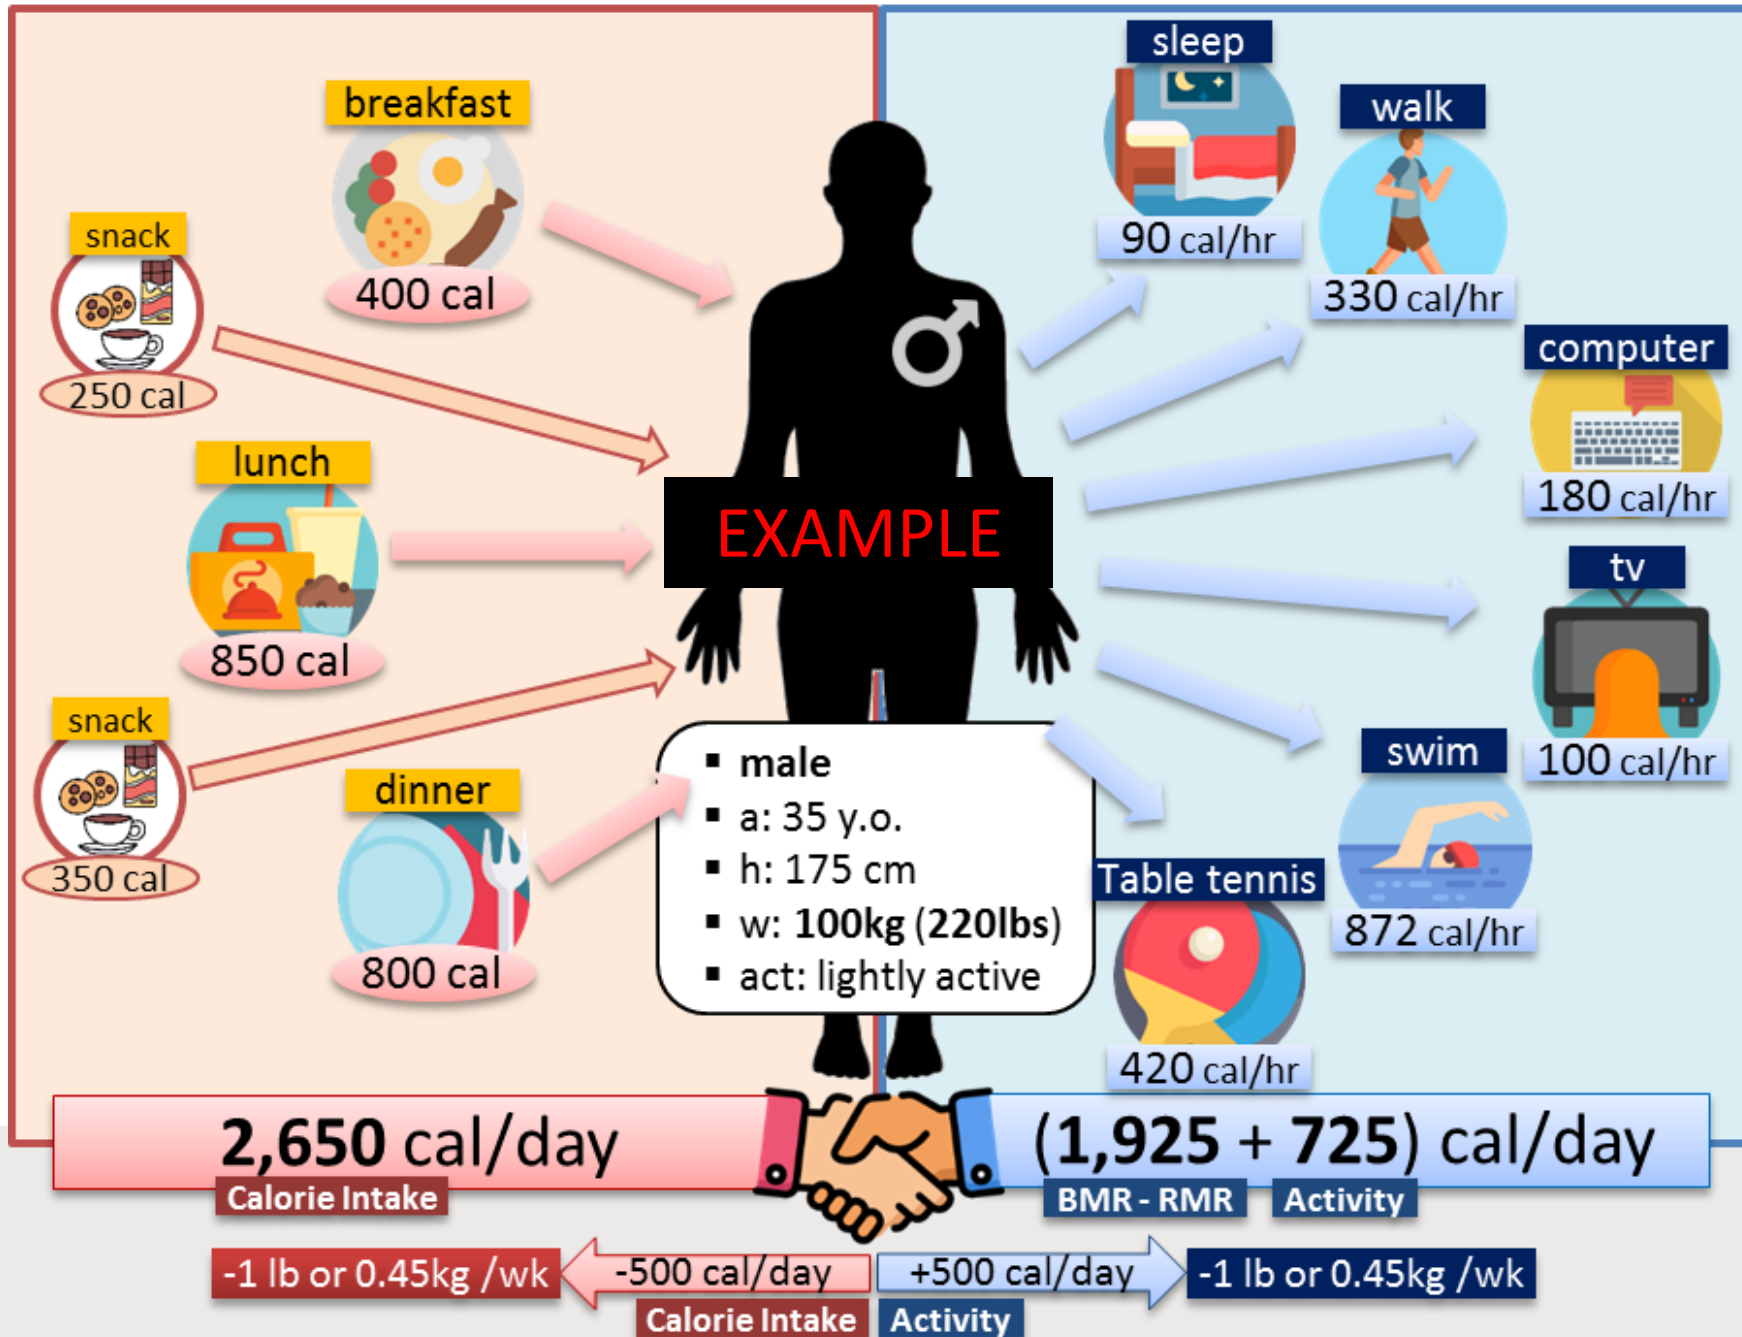 breakfast
400 cal
snack
250 cal
lunch
850 cal
snack
350 cal
dinner
800 cal
EXAMPLE
▪ male
▪ a: 35 y.o.
▪ h: 175 cm
▪ w: 100kg (220lbs)
▪ act: lightly active
sleep
90 cal/hr
walk
330 cal/hr
computer
180 cal/hr
tv
100 cal/hr
swim
872 cal/hr
Table tennis
420 cal/hr
2,650 cal/day
Calorie Intake
(1,925 + 725) cal/day
BMR - RMR Activity
-1 lb or 0.45kg /wk
-500 cal/day
Calorie Intake
+500 cal/day
Activity
-1 lb or 0.45kg /wk